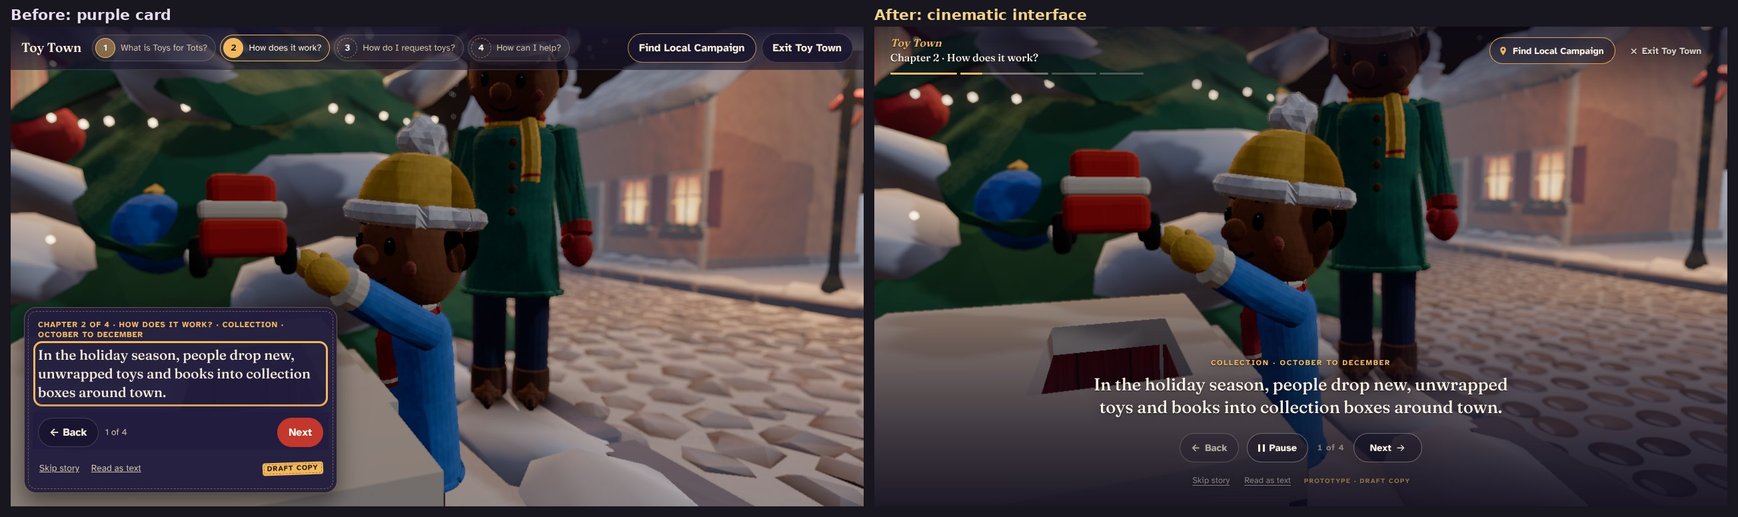 Before: purple card
Toy Town
1 What is Toys for Tots?
2 How does it work?
3 How do I request toys?
4 How can I help?
Find Local Campaign
Exit Toy Town
CHAPTER 2 OF 4 · HOW DOES IT WORK? · COLLECTION ·
OCTOBER TO DECEMBER
In the holiday season, people drop new,
unwrapped toys and books into collection
boxes around town.
← Back
1 of 4
Next
Skip story
Read as text
DRAFT COPY
After: cinematic interface
Toy Town
Chapter 2 · How does it work?
Find Local Campaign
× Exit Toy Town
COLLECTION · OCTOBER TO DECEMBER
In the holiday season, people drop new, unwrapped
toys and books into collection boxes around town.
← Back
Pause
1 of 4
Next →
Skip story
Read as text
PROTOTYPE · DRAFT COPY